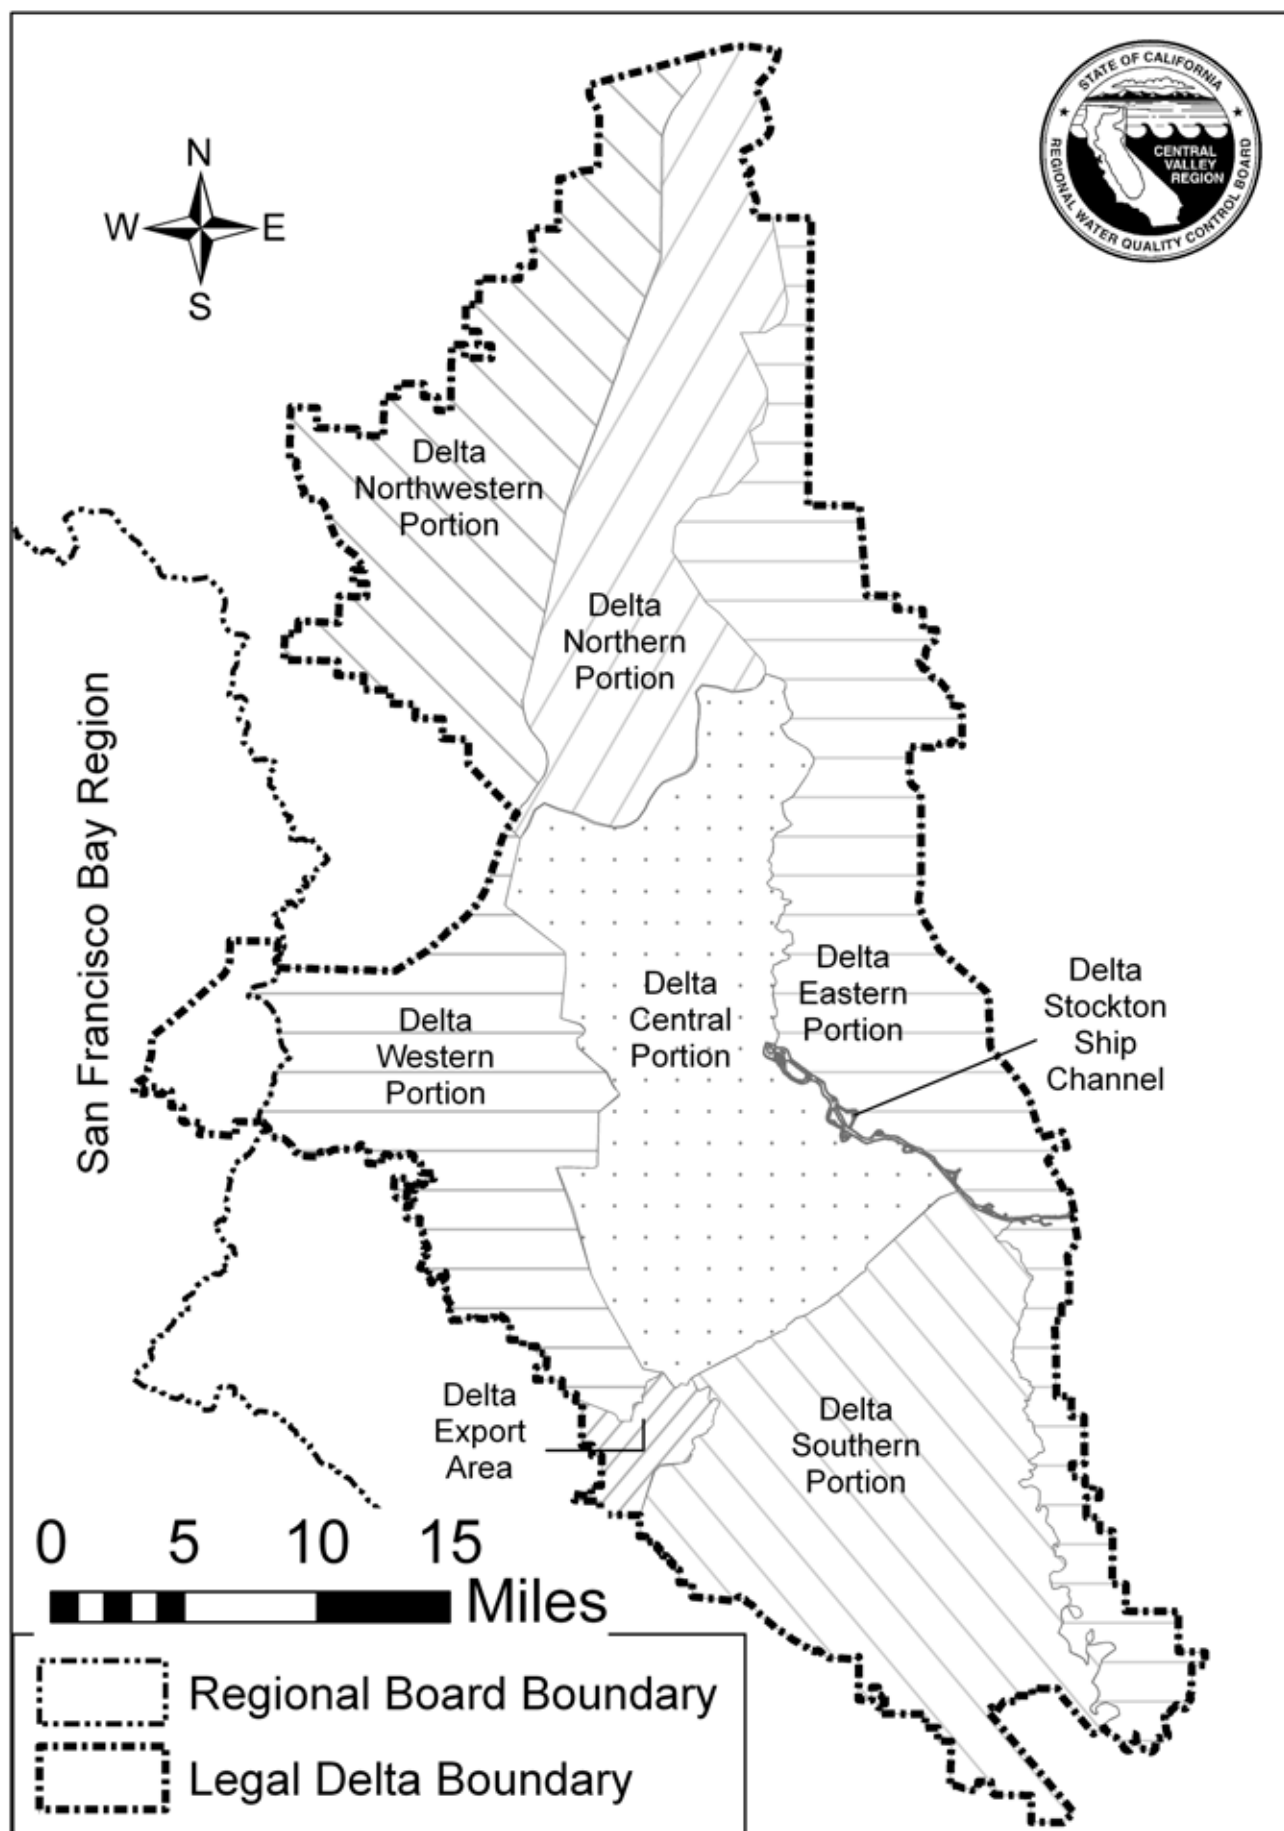 STATE OF CALIFORNIA
REGIONAL WATER QUALITY CONTROL BOARD
CENTRAL
VALLEY
REGION
N
W E
S
Delta
Northwestern
Portion
Delta
Northern
Portion
San Francisco Bay Region
Delta
Western
Portion
Delta
Central
Portion
Delta
Eastern
Portion
Delta
Stockton
Ship
Channel
Delta
Export
Area
Delta
Southern
Portion
0 5 10 15
Miles
Regional Board Boundary
Legal Delta Boundary